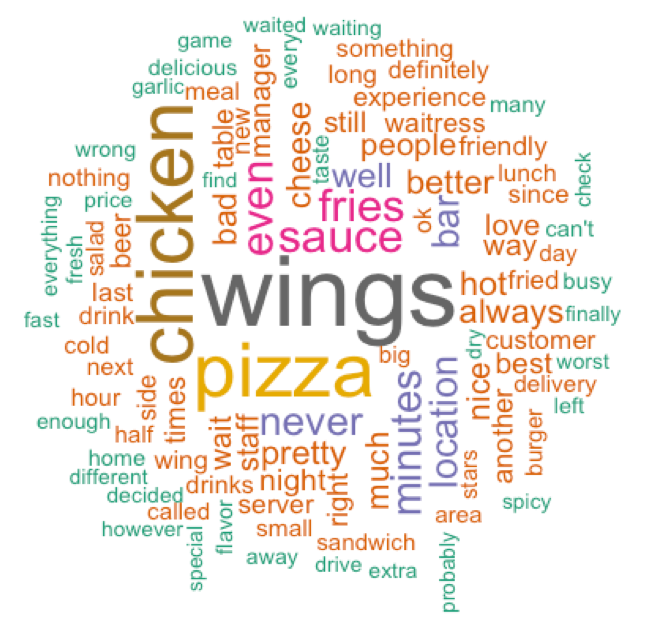 waited
waiting
game
every
something
delicious
long
definitely
garlic
meal
manager
experience
many
chicken
table
new
cheese
still
waitress
taste
people
friendly
wrong
nothing
find
well
better
lunch
since
check
price
even
fries
ok
bar
everything
fresh
salad
beer
bad
sauce
love
can't
way
day
wings
hot
fried
busy
last
always
finally
fast
drink
cold
dry
customer
pizza
big
best
worst
next
side
times
minutes
location
nice
another
delivery
left
hour
never
enough
half
wait
staff
pretty
much
burger
home
wing
stars
different
drinks
night
right
decided
called
server
area
spicy
however
flavor
small
special
away
sandwich
drive
extra
probably